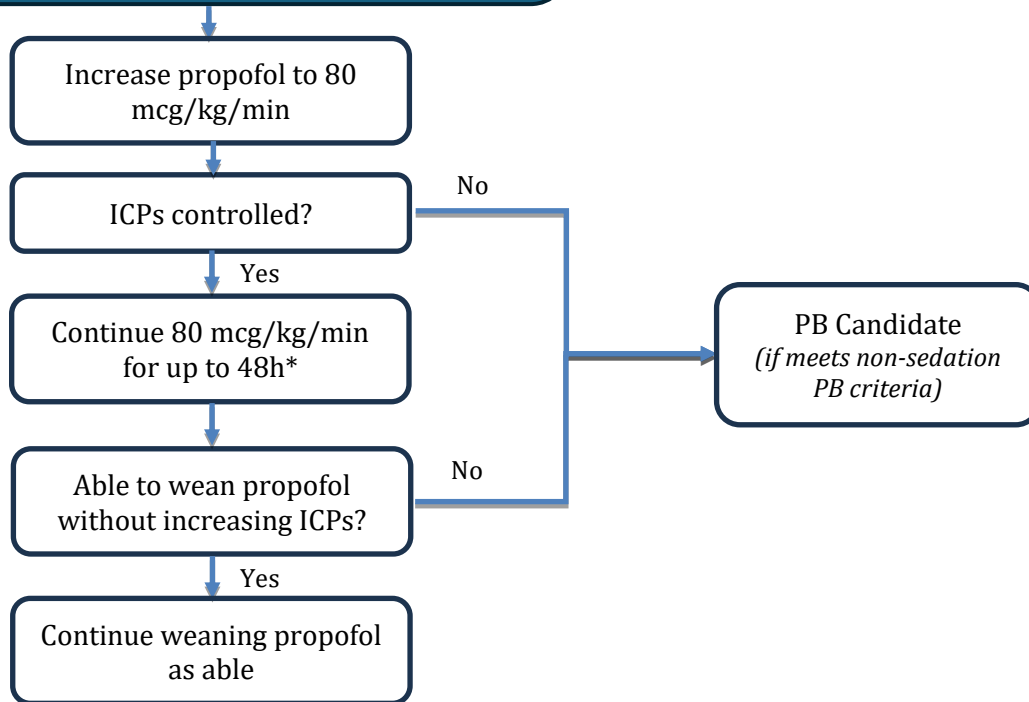 Increase propofol to 80
mcg/kg/min
ICPs controlled?
No
Yes
Continue 80 mcg/kg/min
for up to 48h*
PB Candidate
(if meets non-sedation
PB criteria)
Able to wean propofol
without increasing ICPs?
No
Yes
Continue weaning propofol
as able